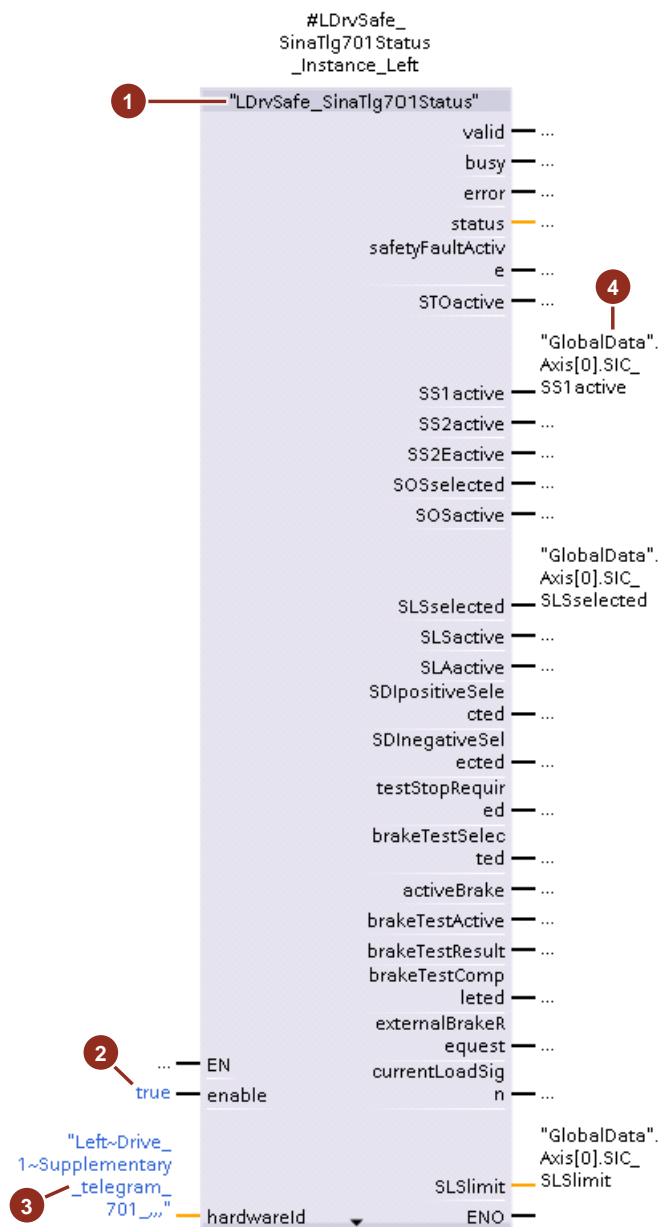 #LDrvSafe_
SinaTlg701Status
_Instance_Left
1
"LDrvSafe_SinaTlg701Status"
valid ...
busy ...
error ...
status ...
safetyFaultActiv
e ...
STOactive ...
4
"GlobalData".
Axis[0].SIC_
SS1active SS1active
SS2active ...
SS2Eactive ...
SOSselected ...
SOSactive ...
"GlobalData".
Axis[0].SIC_
SLSselected SLSselected
SLSactive ...
SLAactive ...
SDIpositiveSele
cted ...
SDInegativeSel
ected ...
testStopRequir
ed ...
brakeTestSelec
ted ...
activeBrake ...
brakeTestActive ...
brakeTestResult ...
brakeTestComp
leted ...
externalBrakeR
equest ...
2
... EN
currentLoadSig
n ...
true enable
"Left~Drive_
1~Supplementary
_telegram_
701_,,,"
3
hardwareId
"GlobalData".
Axis[0].SIC_
SLSlimit SLSlimit
ENO